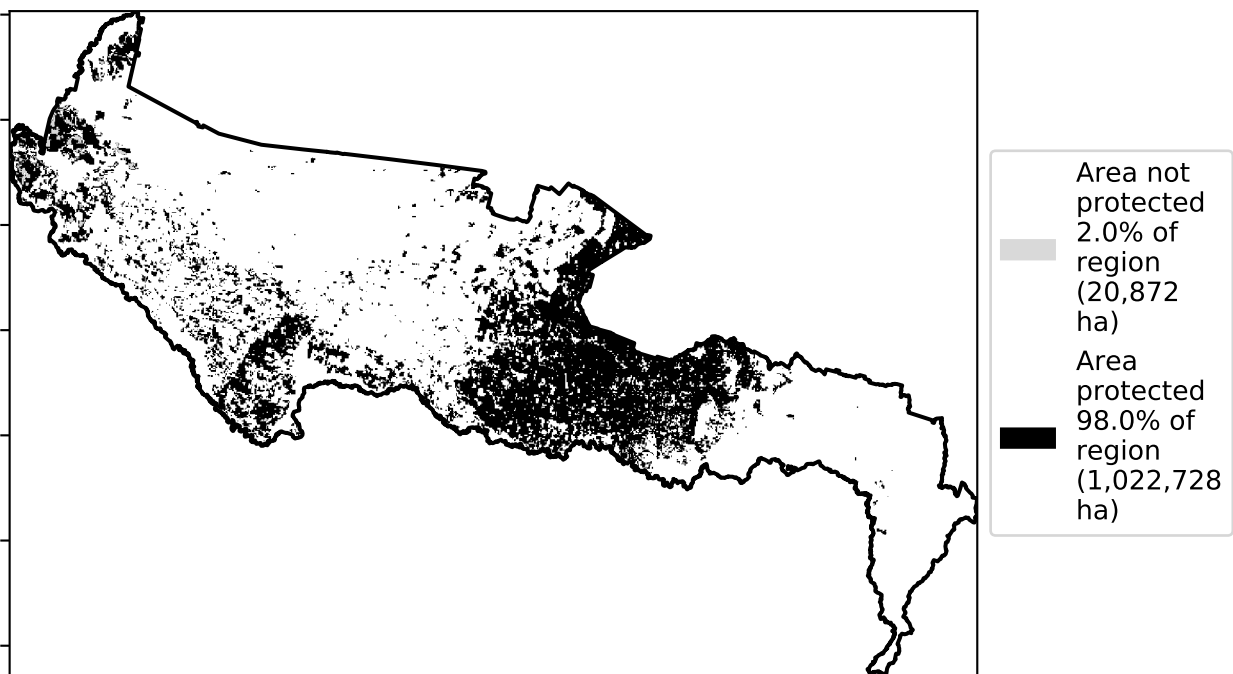 Area not
protected
2.0% of
region
(20,872
ha)
Area
protected
98.0% of
region
(1,022,728
ha)